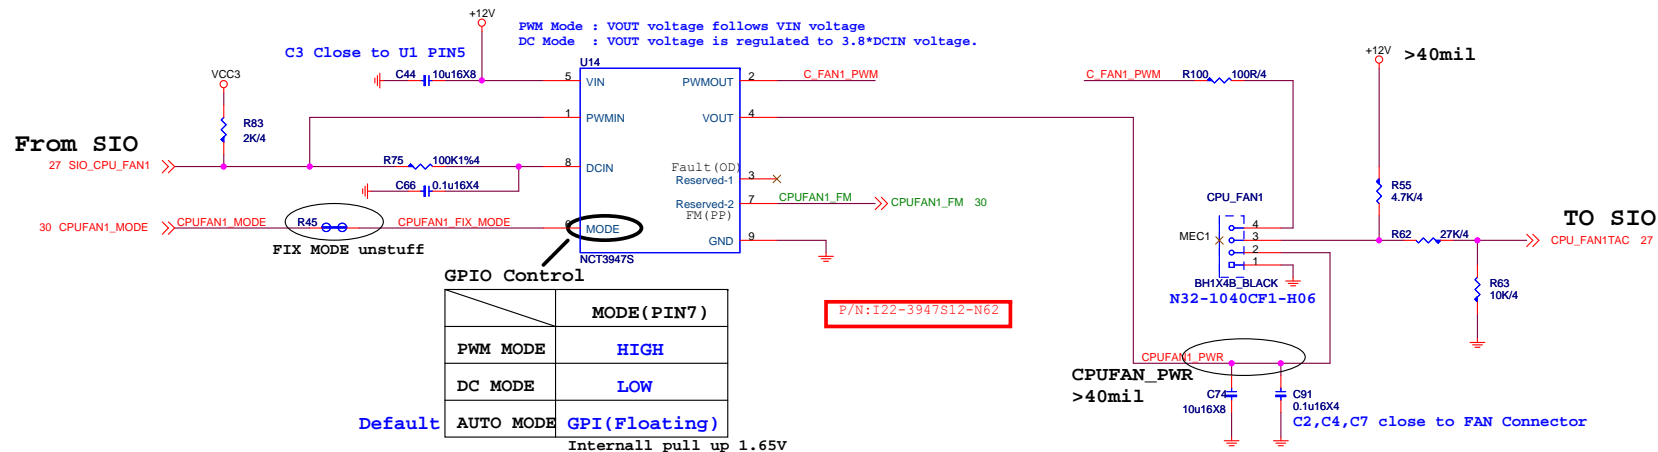 +12V
PWM Mode : VOUT voltage follows VIN voltage
DC Mode : VOUT voltage is regulated to 3.8*DCIN voltage.
C3 Close to U1 PIN5
U14
VCC3
C44 10u16X8
5 VIN
PWMOUT 2
C_FAN1_PWM
C_FAN1_PWM
R100 100R/4
+12V
>40mil
R83
2K/4
1 PWMIN
VOUT 4
From SIO
27 SIO_CPU_FAN1
R75 100K1%4
8 DCIN
Fault(OD)
Reserved-1 3
C66 0.1u16X4
Reserved-2 7
FM(PP)
CPUFAN1_FM
CPUFAN1_FM 30
CPU_FAN1
R55
4.7K/4
30 CPUFAN1_MODE
CPUFAN1_MODE
R45
CPUFAN1_FIX_MODE
MODE
GND 9
FIX MODE unstuff
NCT3947S
MEC1
4
3
2
1
R62 27K/4
TO SIO
CPU_FAN1TAC 27
BH1X4B_BLACK
N32-1040CF1-H06
R63
10K/4
GPIO Control
MODE(PIN7)
PWM MODE HIGH
DC MODE LOW
Default AUTO MODE GPI(Floating)
Internall pull up 1.65V
P/N:I22-3947S12-N62
CPUFAN1_PWR
CPUFAN_PWR
>40mil
C74
10u16X8
C91
0.1u16X4
C2,C4,C7 close to FAN Connector